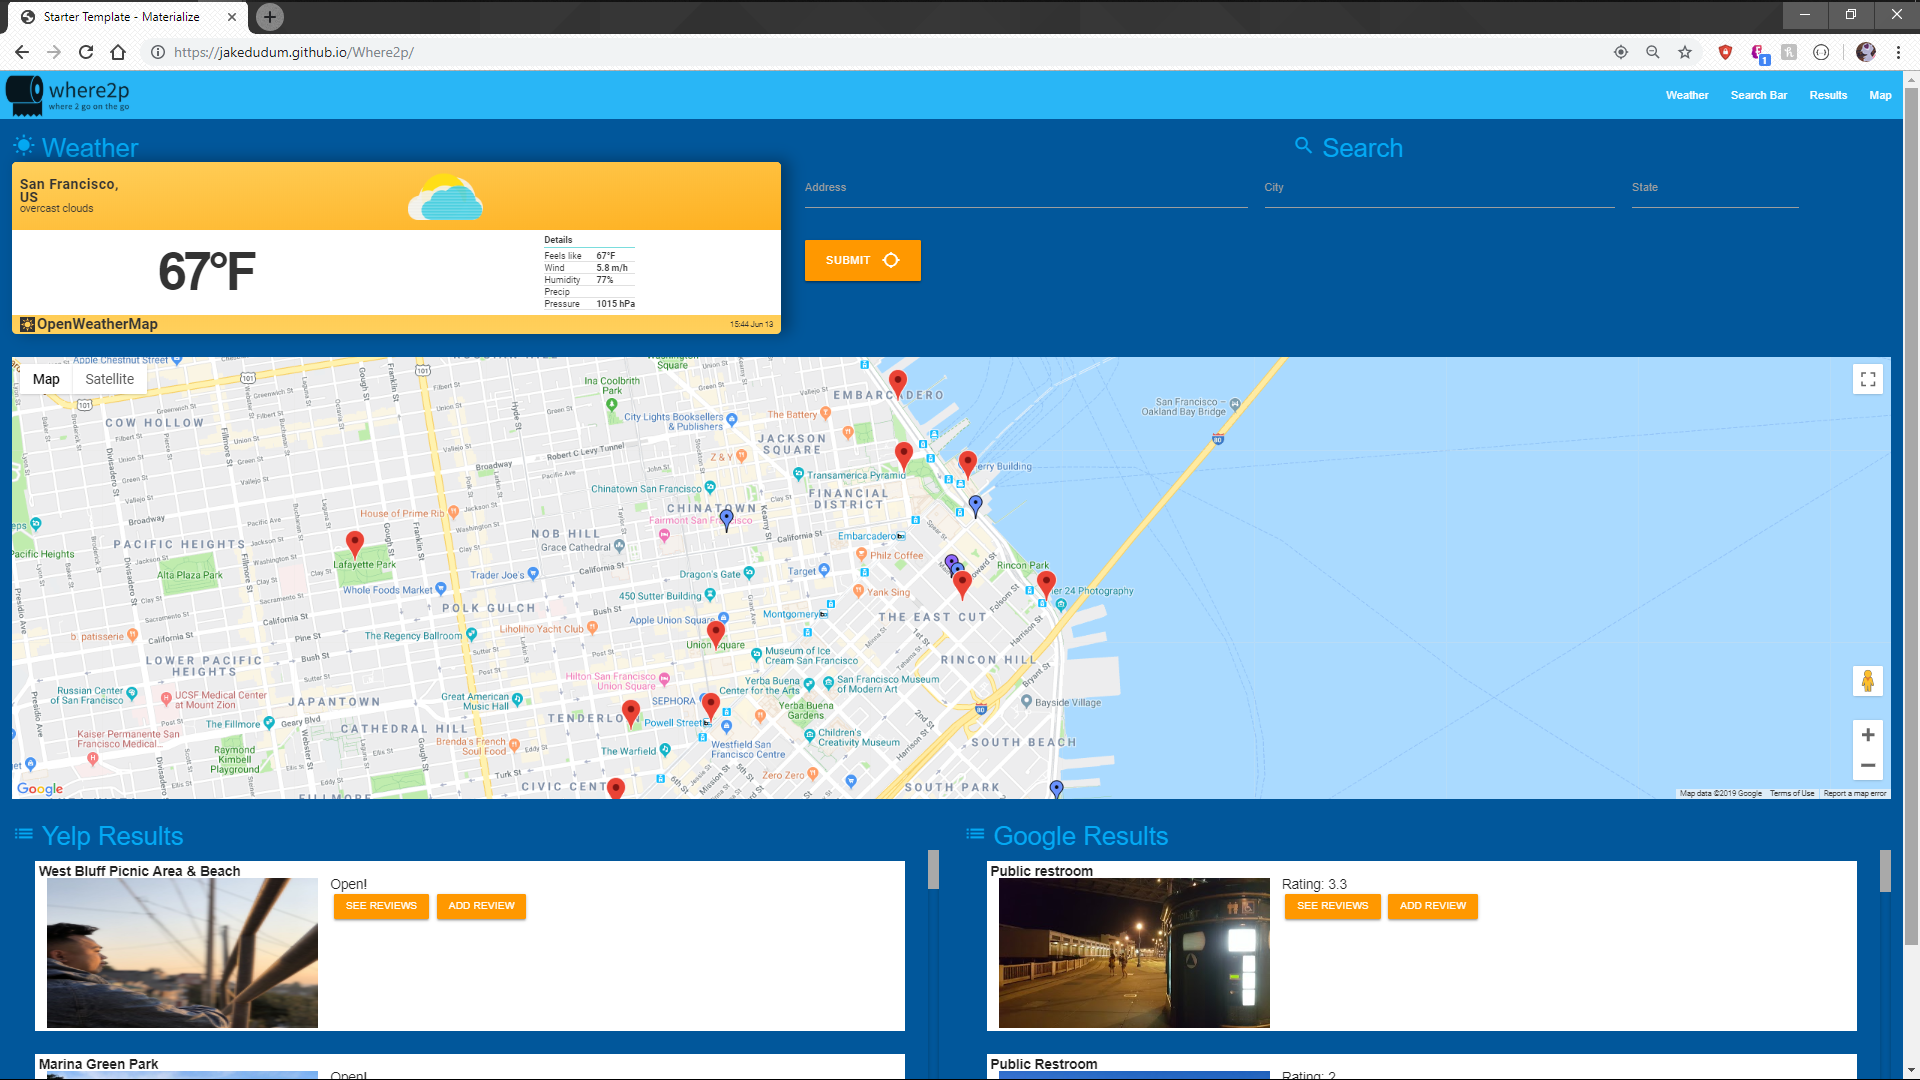 Starter Template - Materialize
https://jakedudum.github.io/Where2p/
1
where2p
where 2 go on the go
Weather
Search Bar
Results
Map
Weather
Search
San Francisco,
US
overcast clouds
67°F
Details
Feels like 67°F
Wind 5.8 m/h
Humidity 77%
Precip
Pressure 1015 hPa
OpenWeatherMap
15:44 Jun 13
Address
City
State
SUBMIT
Map
Satellite
Apple Chestnut Street
COW HOLLOW
Ina Coolbrith
Park
City Lights Booksellers
& Publishers
The Battery
EMBARCADERO
San Francisco –
Oakland Bay Bridge
JACKSON
SQUARE
Z & Y
Robert C Levy Tunnel
Broadway
Transamerica Pyramid
Chinatown San Francisco
FINANCIAL
DISTRICT
House of Prime Rib
CHINATOWN
Fairmont San Francisco
NOB HILL
Grace Cathedral
PACIFIC HEIGHTS
Pacific Heights
Lafayette Park
Alta Plaza Park
Embarcadero
Philz Coffee
Rincon Park
Trader Joe's
Dragon's Gate
Target
Whole Foods Market
Yank Sing
450 Sutter Building
POLK GULCH
Montgomery
THE EAST CUT
Apple Union Square
Liholiho Yacht Club
b. patisserie
The Regency Ballroom
Union Square
Museum of Ice
Cream San Francisco
LOWER PACIFIC
HEIGHTS
RINCON HILL
Hilton San Francisco
Union Square
Yerba Buena
Center for the Arts
San Francisco Museum
of Modern Art
Russian Center
UCSF Medical Center
at Mount Zion
JAPANTOWN
Great American
Music Hall
SEPHORA
Yerba Buena
Gardens
Bayside Village
The Fillmore
Geary Blvd
CATHEDRAL HILL
Powell Street
Kaiser Permanente San
Francisco Medical...
Brenda's French
Soul Food
The Warfield
Westfield San
Francisco Centre
Children's
Creativity Museum
SOUTH BEACH
Raymond
Kimbell
Playground
Zero Zero
SOUTH PARK
Google
Map data ©2019 Google
Terms of Use
Report a map error
Yelp Results
West Bluff Picnic Area & Beach
Open!
SEE REVIEWS
ADD REVIEW
Marina Green Park
Open!
Google Results
Public restroom
Rating: 3.3
SEE REVIEWS
ADD REVIEW
Public Restroom
Rating: 2